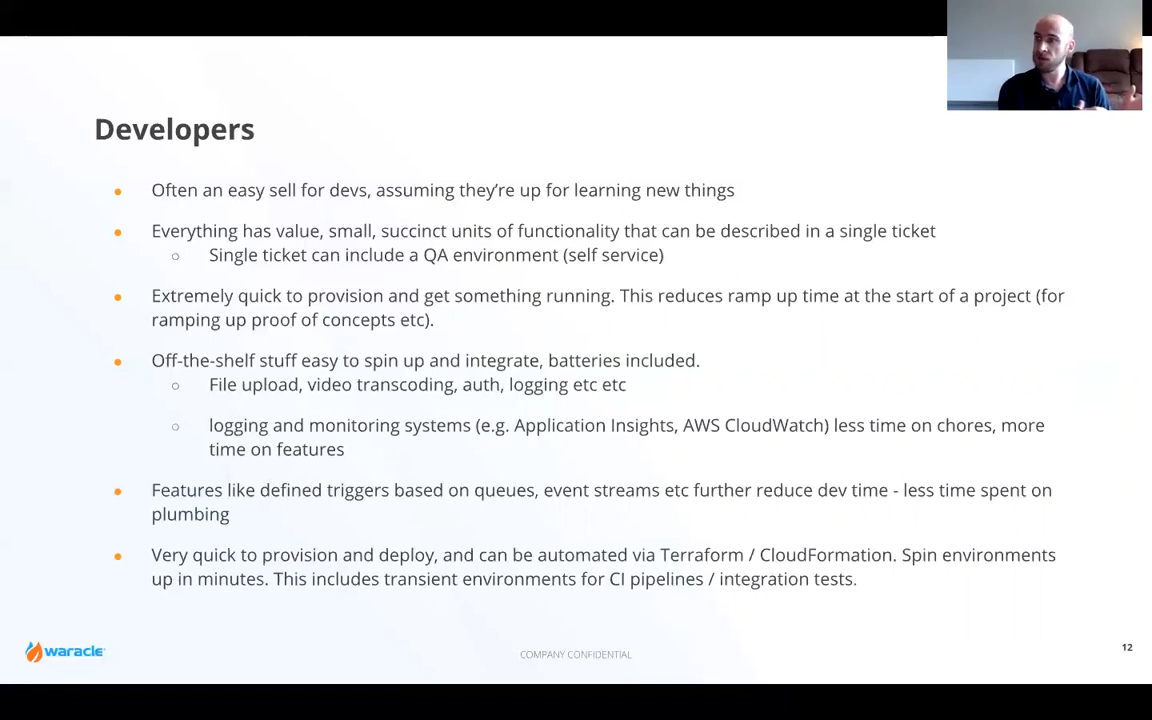 Developers
Often an easy sell for devs, assuming they're up for learning new things
Everything has value, small, succinct units of functionality that can be described in a single ticket
Single ticket can include a QA environment (self service)
Extremely quick to provision and get something running. This reduces ramp up time at the start of a project (for
ramping up proof of concepts etc).
Off-the-shelf stuff easy to spin up and integrate, batteries included.
File upload, video transcoding, auth, logging etc etc
logging and monitoring systems (e.g. Application Insights, AWS CloudWatch) less time on chores, more
time on features
Features like defined triggers based on queues, event streams etc further reduce dev time - less time spent on
plumbing
Very quick to provision and deploy, and can be automated via Terraform / CloudFormation. Spin environments
up in minutes. This includes transient environments for CI pipelines / integration tests.
waracle
COMPANY CONFIDENTIAL
12